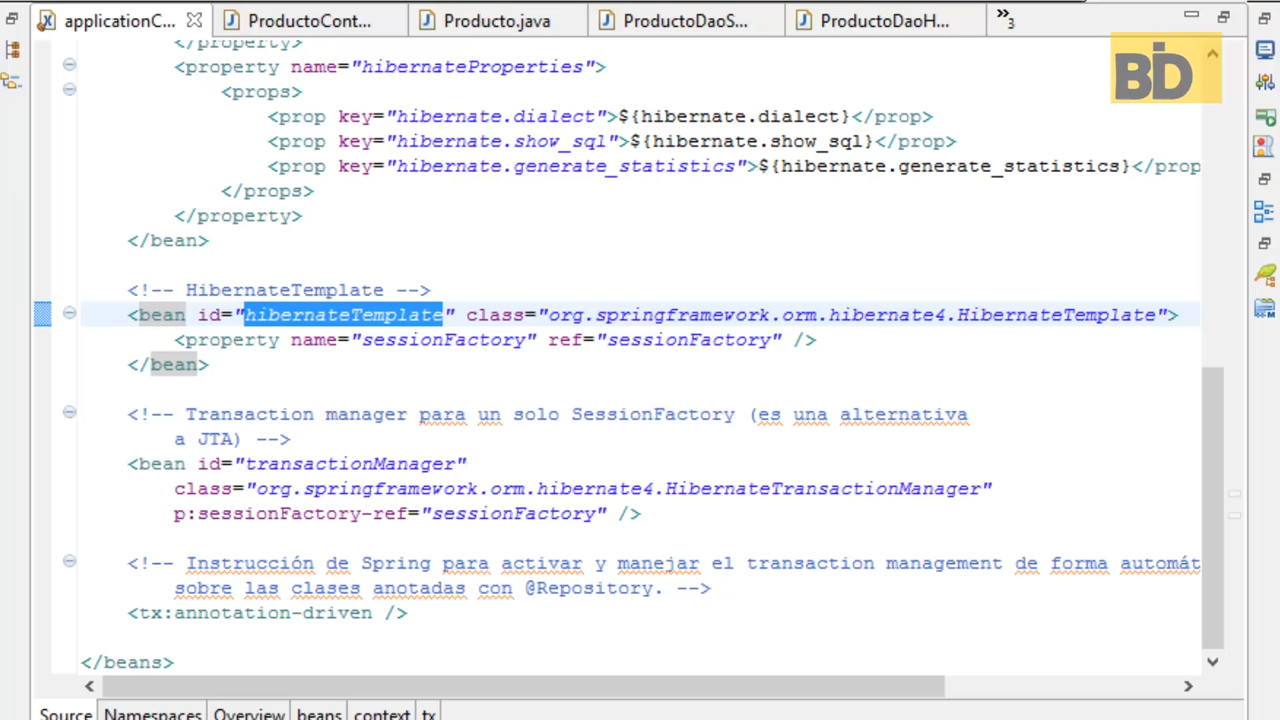 applicationC... ProductoCont... Producto.java ProductoDaoS... ProductoDaoH... »3
BID
</property>
<property name="hibernateProperties">
<props>
<prop key="hibernate.dialect">${hibernate.dialect}</prop>
<prop key="hibernate.show_sql">${hibernate.show_sql}</prop>
<prop key="hibernate.generate_statistics">${hibernate.generate_statistics}</prop
</props>
</property>
</bean>
<!-- HibernateTemplate -->
<bean id="hibernateTemplate" class="org.springframework.orm.hibernate4.HibernateTemplate">
<property name="sessionFactory" ref="sessionFactory" />
</bean>
<!-- Transaction manager para un solo SessionFactory (es una alternativa
a JTA) -->
<bean id="transactionManager"
class="org.springframework.orm.hibernate4.HibernateTransactionManager"
p:sessionFactory-ref="sessionFactory" />
<!-- Instrucción de Spring para activar y manejar el transaction management de forma automát
sobre las clases anotadas con @Repository. -->
<tx:annotation-driven />
</beans>
Source Namespaces Overview beans context tx